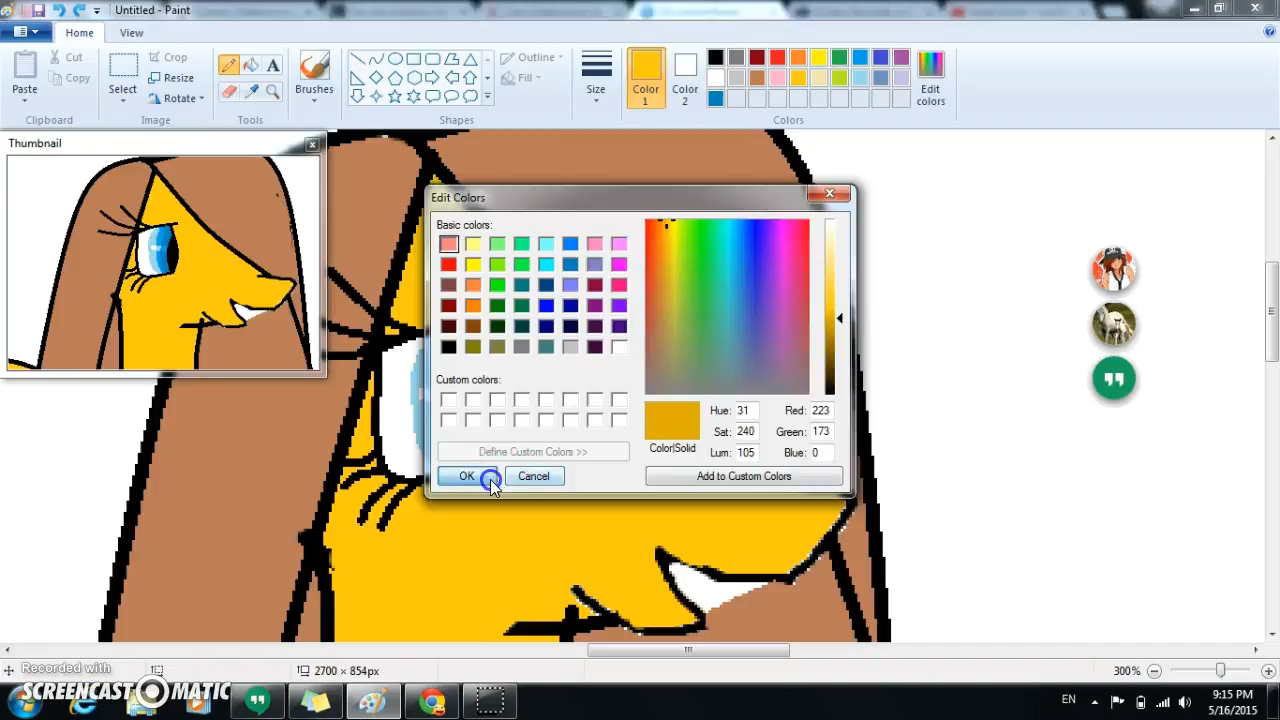 Untitled - Paint
Home
View
Paste
Cut
Copy
Clipboard
Select
Crop
Resize
Rotate
Image
A
Tools
Brushes
Outline
Fill
Shapes
Size
Color
1
Color
2
Edit
colors
Colors
Thumbnail
x
Edit Colors
Basic colors:
Custom colors:
Define Custom Colors >>
OK
Cancel
Color|Solid
Hue: 31
Red: 223
Sat: 240
Green: 173
Lum: 105
Blue: 0
Add to Custom Colors
2700 × 854px
300%
Recorded with
SCREENCAST MATIC
EN
9:15 PM
5/16/2015